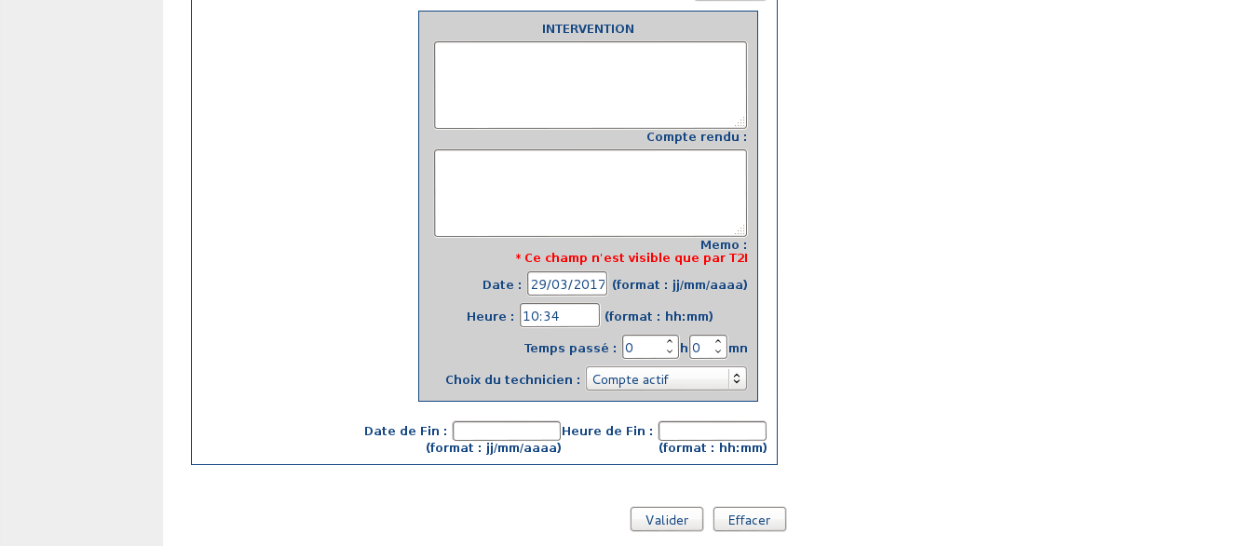 INTERVENTION
Compte rendu :
Memo :
* Ce champ n'est visible que par T2I
Date : 29/03/2017 (format : jj/mm/aaaa)
Heure : 10:34 (format : hh:mm)
Temps passé : 0 h 0 mn
Choix du technicien : Compte actif
Date de Fin : Heure de Fin :
(format : jj/mm/aaaa) (format : hh:mm)
Valider Effacer